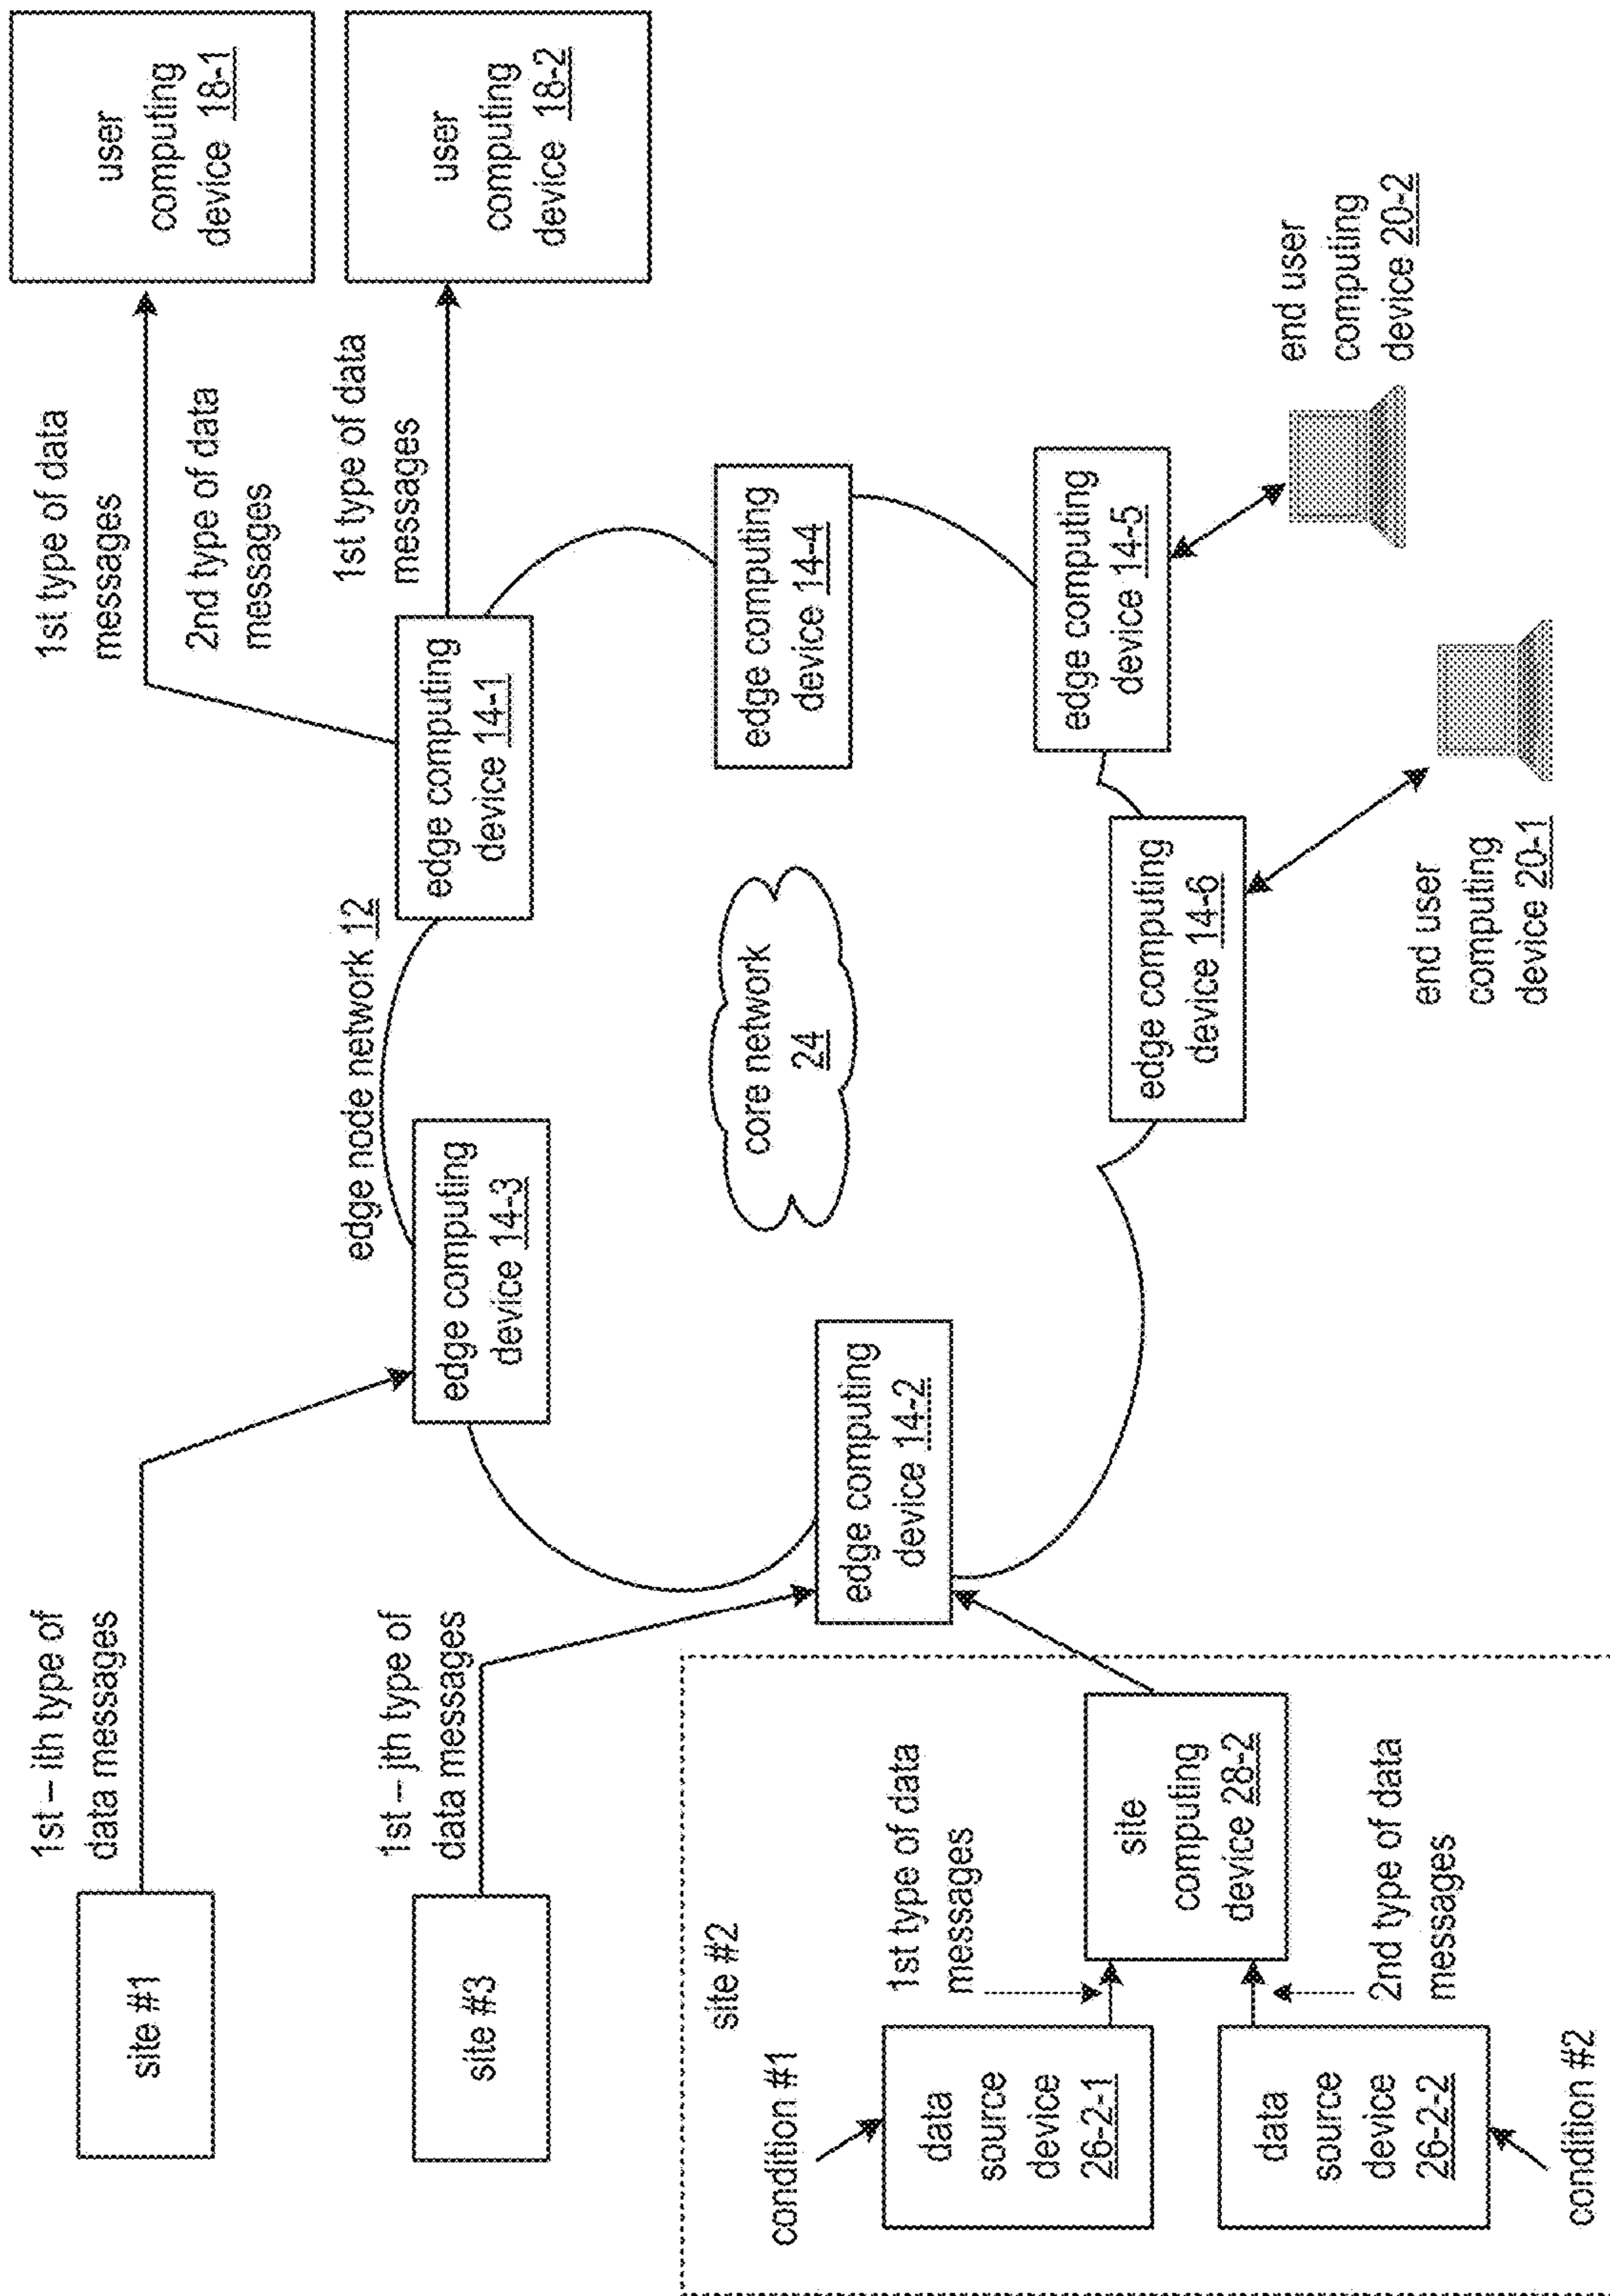 site #1
1st – ith type of
data messages
site #3
1st – jth type of
data messages
edge node network 12
1st type of data
messages
2nd type of data
messages
1st type of data
messages
user
computing
device 18-1
user
computing
device 18-2
edge computing
device 14-3
edge computing
device 14-1
edge computing
device 14-2
core network
24
edge computing
device 14-4
edge computing
device 14-6
edge computing
device 14-5
site #2
condition #1
data
source
device
26-2-1
1st type of data
messages
site
computing
device 28-2
data
source
device
26-2-2
2nd type of data
messages
condition #2
end user
computing
device 20-1
end user
computing
device 20-2